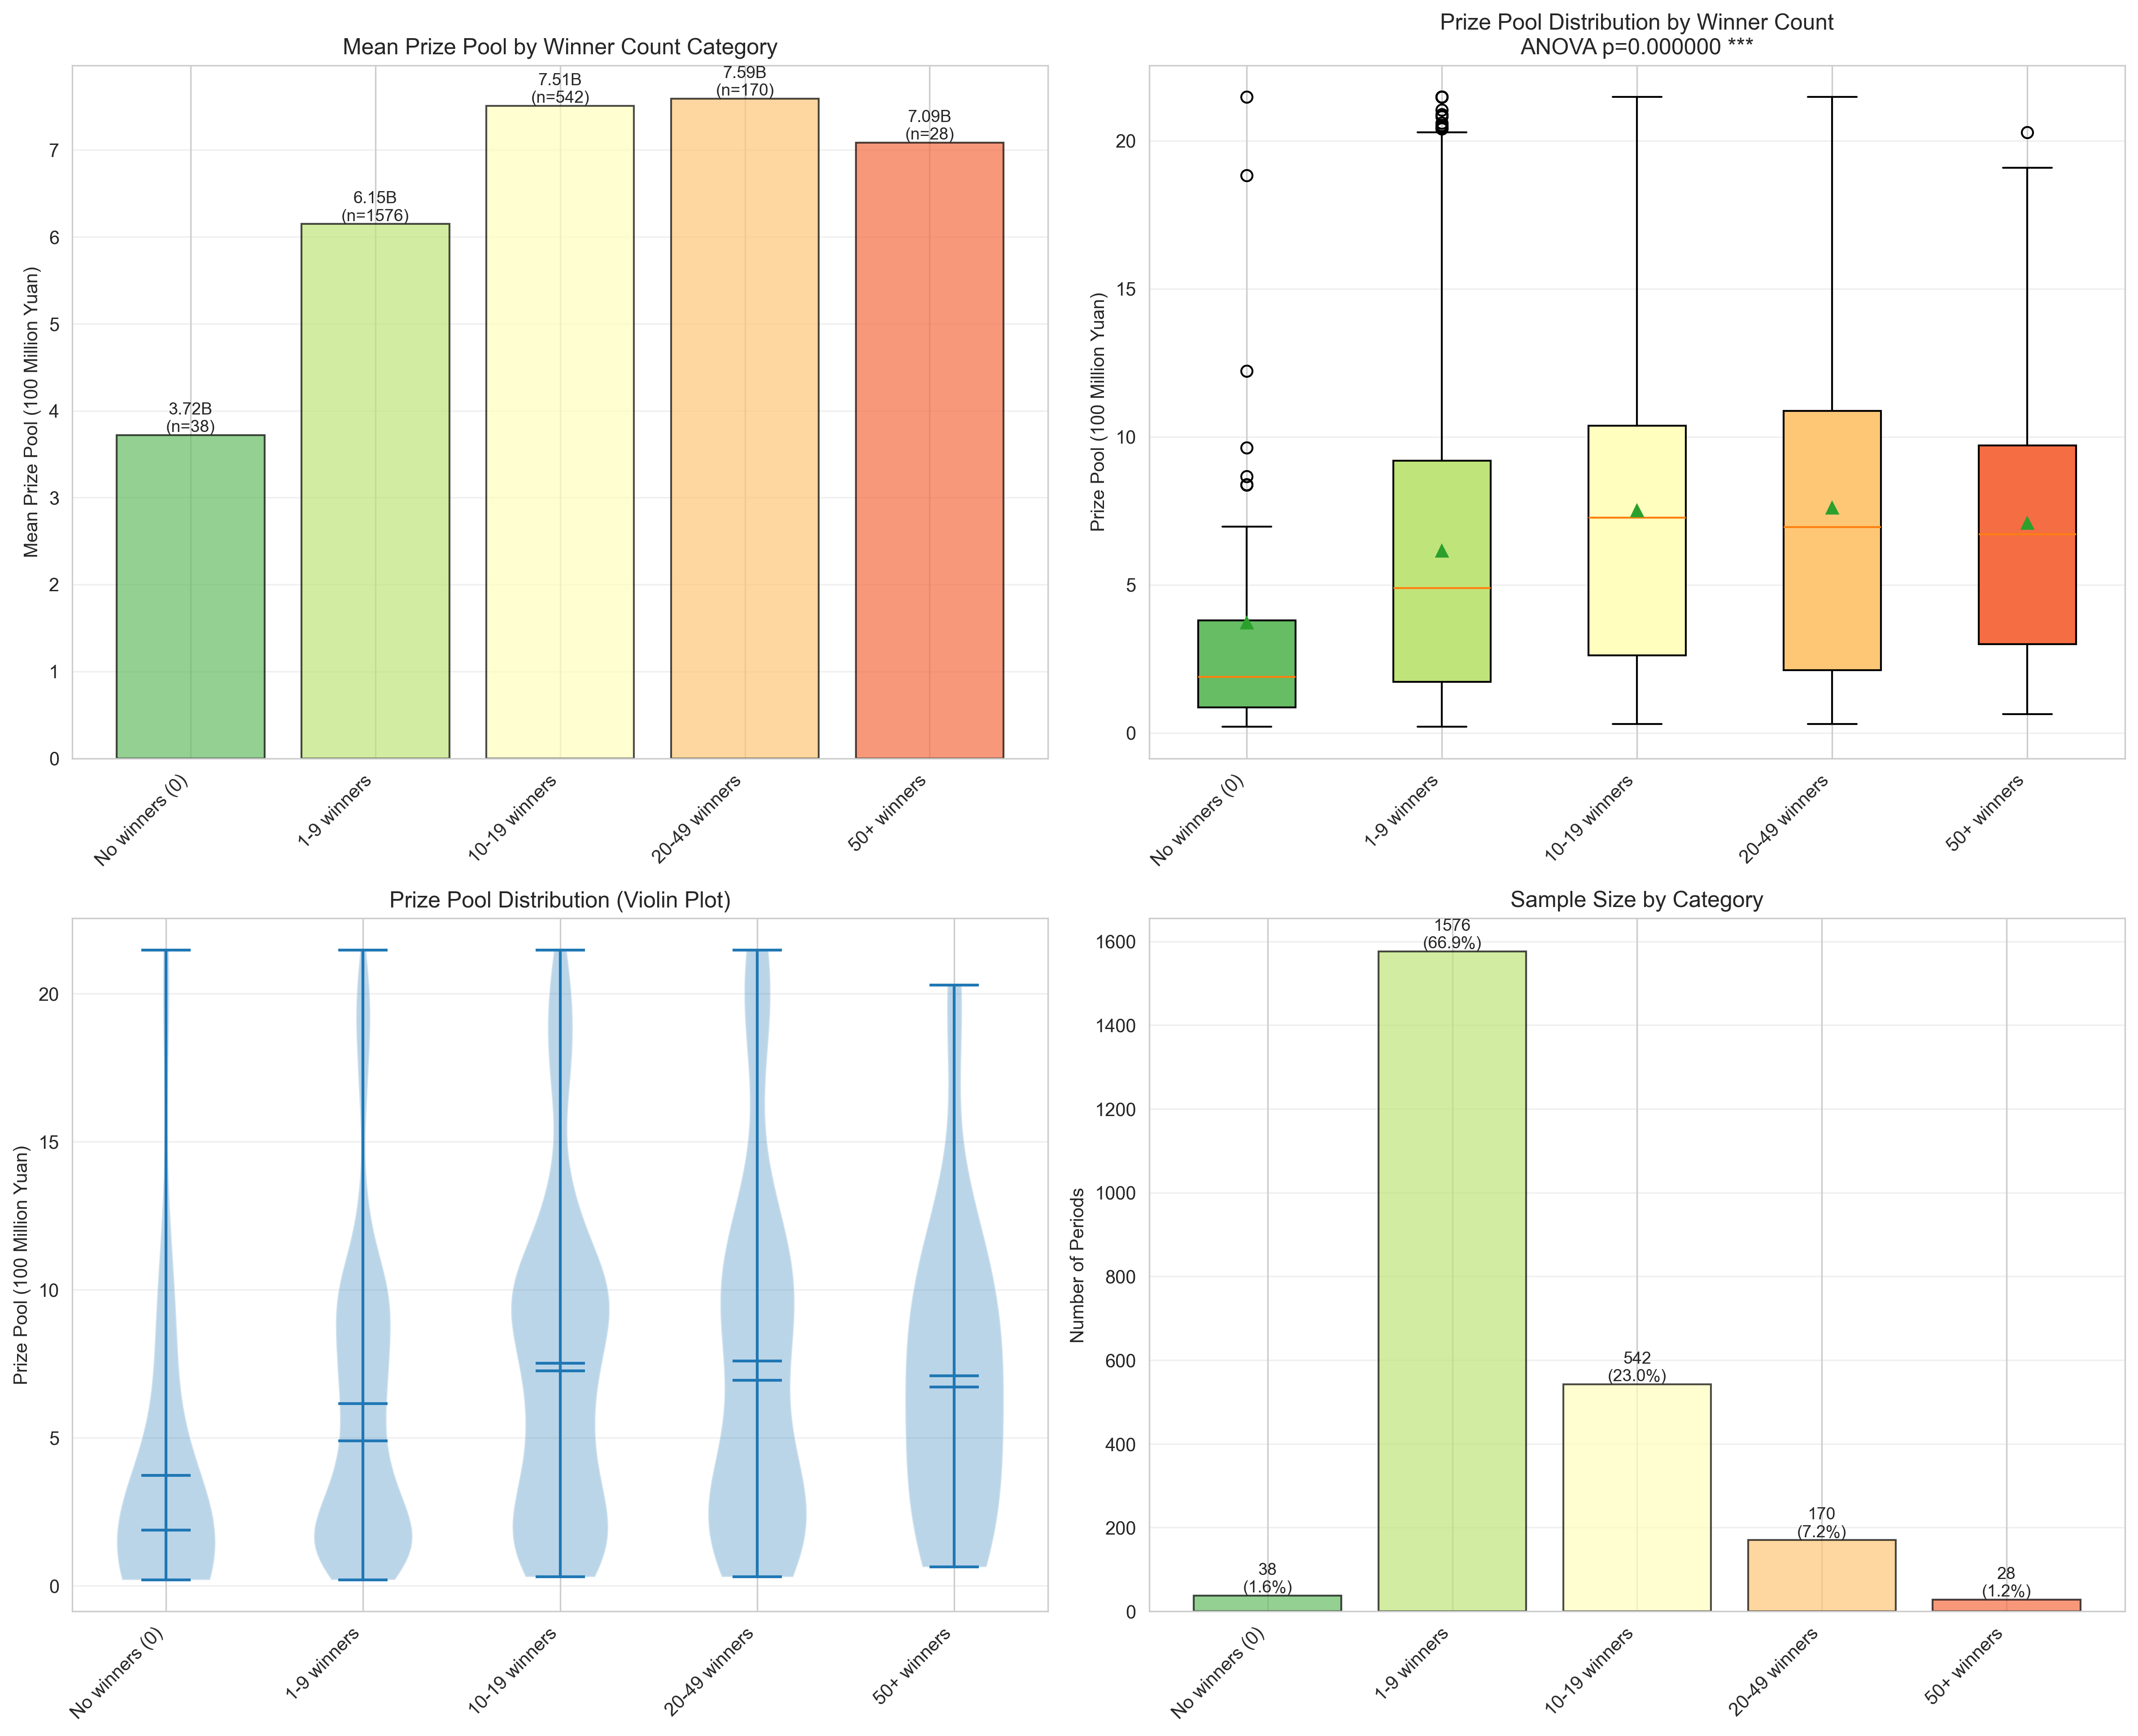 Mean Prize Pool by Winner Count Category
Mean Prize Pool (100 Million Yuan)
7
6
5
4
3
2
1
0
3.72B
(n=38)
6.15B
(n=1576)
7.51B
(n=542)
7.59B
(n=170)
7.09B
(n=28)
No winners (0)
1-9 winners
10-19 winners
20-49 winners
50+ winners
Prize Pool Distribution by Winner Count
ANOVA p=0.000000 ***
Prize Pool (100 Million Yuan)
20
15
10
5
0
No winners (0)
1-9 winners
10-19 winners
20-49 winners
50+ winners
Prize Pool Distribution (Violin Plot)
Prize Pool (100 Million Yuan)
20
15
10
5
0
No winners (0)
1-9 winners
10-19 winners
20-49 winners
50+ winners
Sample Size by Category
Number of Periods
1600
1400
1200
1000
800
600
400
200
0
38
(1.6%)
1576
(66.9%)
542
(23.0%)
170
(7.2%)
28
(1.2%)
No winners (0)
1-9 winners
10-19 winners
20-49 winners
50+ winners